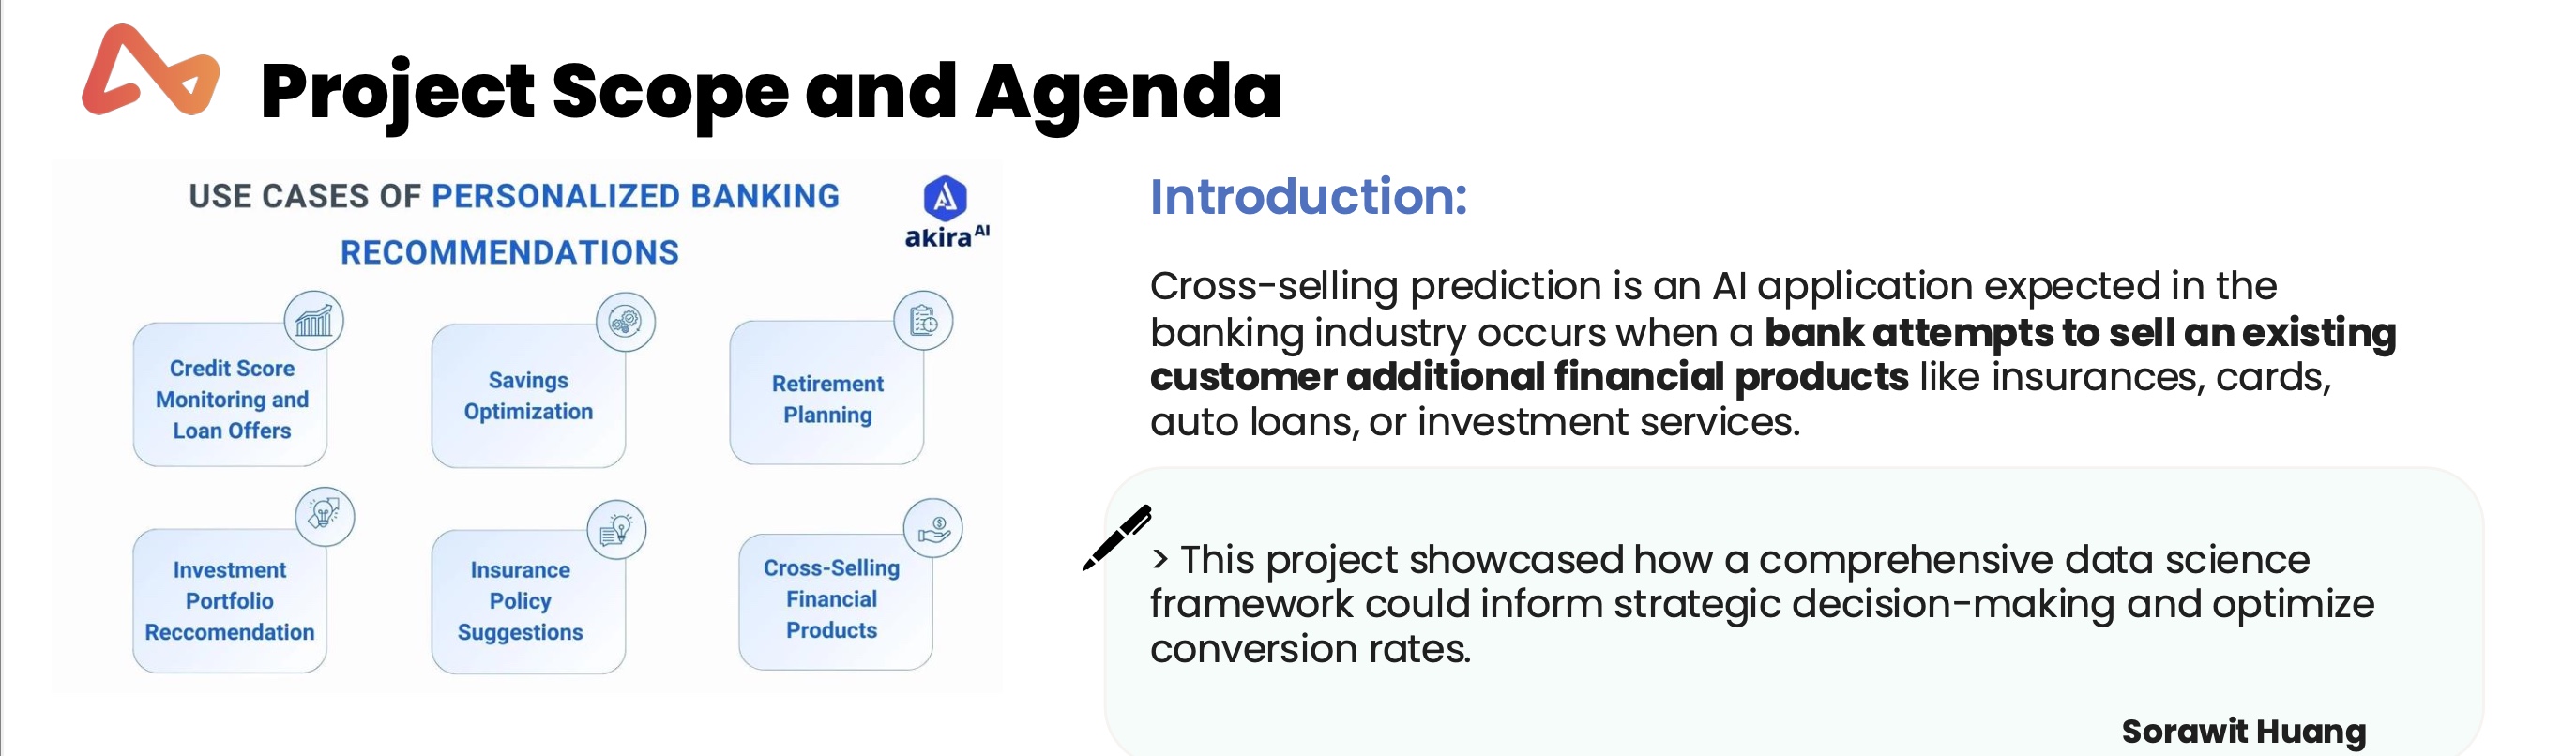 Project Scope and Agenda
USE CASES OF PERSONALIZED BANKING
RECOMMENDATIONS
akira AI
Credit Score
Monitoring and
Loan Offers
Savings
Optimization
Retirement
Planning
Investment
Portfolio
Reccomendation
Insurance
Policy
Suggestions
Cross-Selling
Financial
Products
Introduction:
Cross-selling prediction is an AI application expected in the
banking industry occurs when a bank attempts to sell an existing
customer additional financial products like insurances, cards,
auto loans, or investment services.
> This project showcased how a comprehensive data science
framework could inform strategic decision-making and optimize
conversion rates.
Sorawit Huang